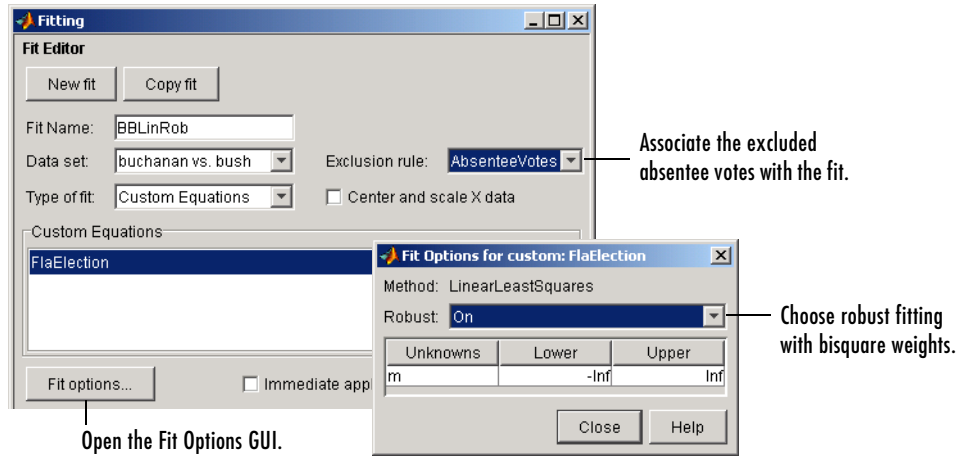 Fitting
Fit Editor
New fit Copy fit
Fit Name: BBLinRob
Data set: buchanan vs. bush Exclusion rule: AbsenteeVotes
Type of fit: Custom Equations Center and scale X data
Associate the excluded
absentee votes with the fit.
Custom Equations
FlaElection
Fit options... Immediate app
Open the Fit Options GUI.
Fit Options for custom: FlaElection
Method: LinearLeastSquares
Robust: On
Unknowns Lower Upper
m -Inf Inf
Close Help
Choose robust fitting
with bisquare weights.